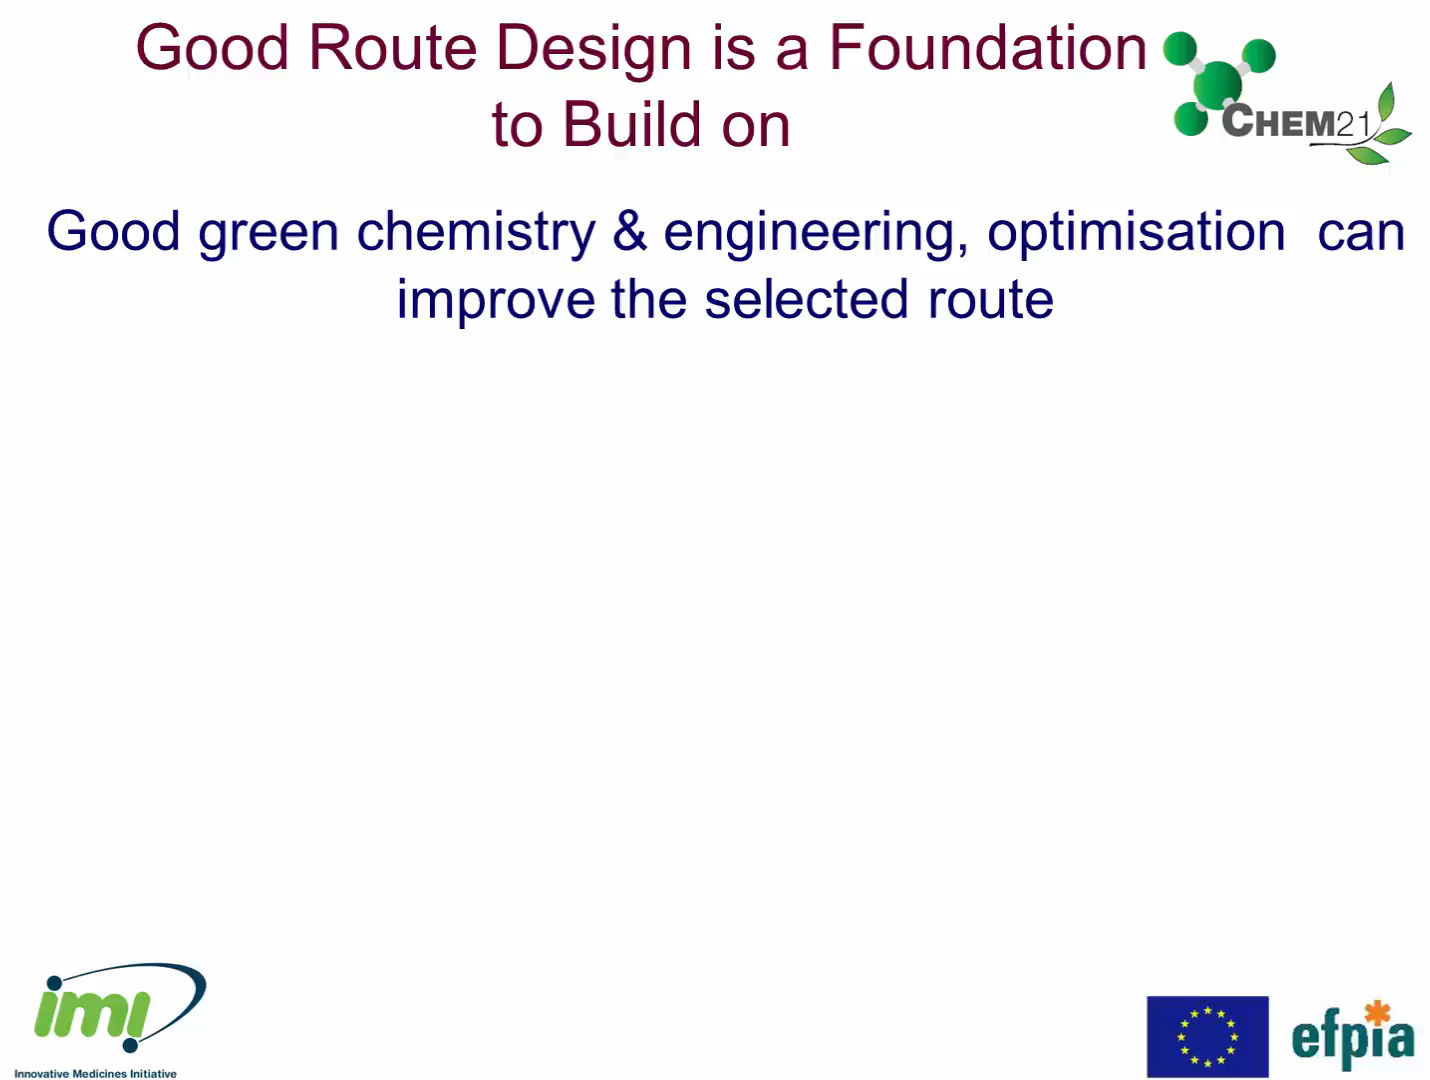 Good Route Design is a Foundation
to Build on
CHEM21
Good green chemistry & engineering, optimisation can
improve the selected route
imi
Innovative Medicines Initiative
efpia